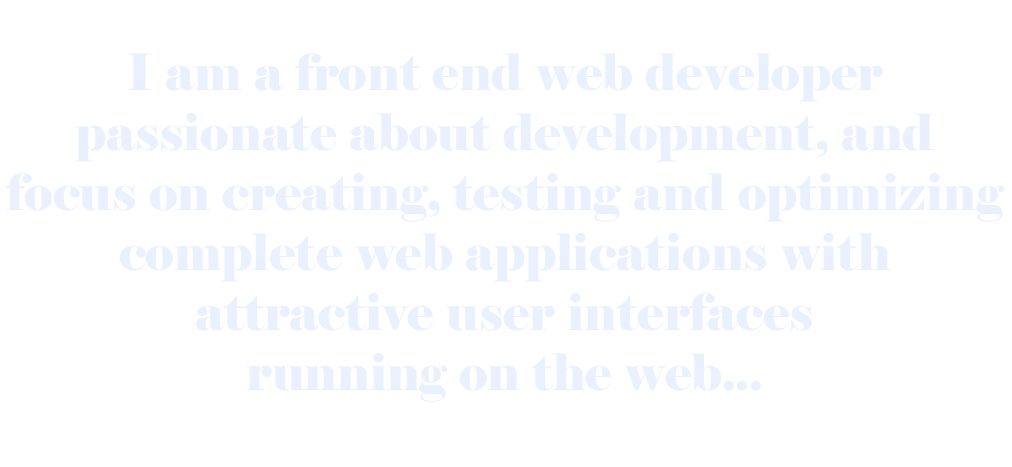 I am a front end web developer
passionate about development, and
focus on creating, testing and optimizing
complete web applications with
attractive user interfaces
running on the web...